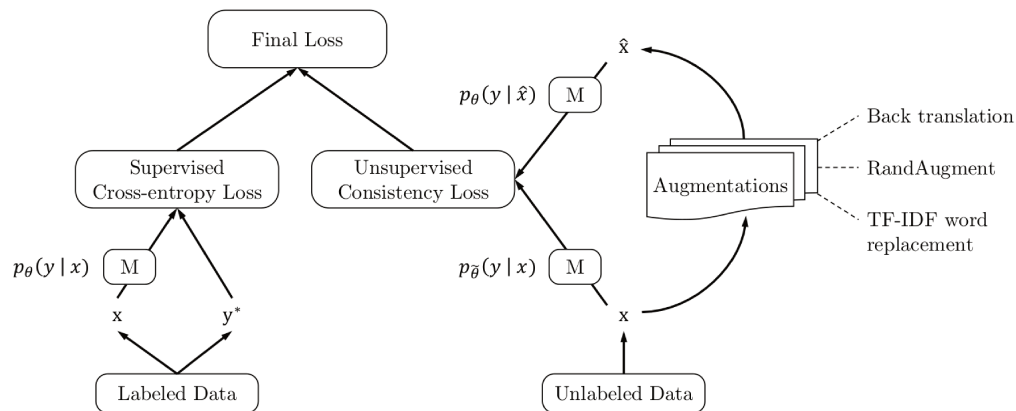 Final Loss
x̂
p_θ(y | x̂)
M
Back translation
Supervised
Cross-entropy Loss
Unsupervised
Consistency Loss
Augmentations
RandAugment
TF-IDF word
replacement
p_θ(y | x)
M
p_θ̃(y | x)
M
x
y*
x
Labeled Data
Unlabeled Data